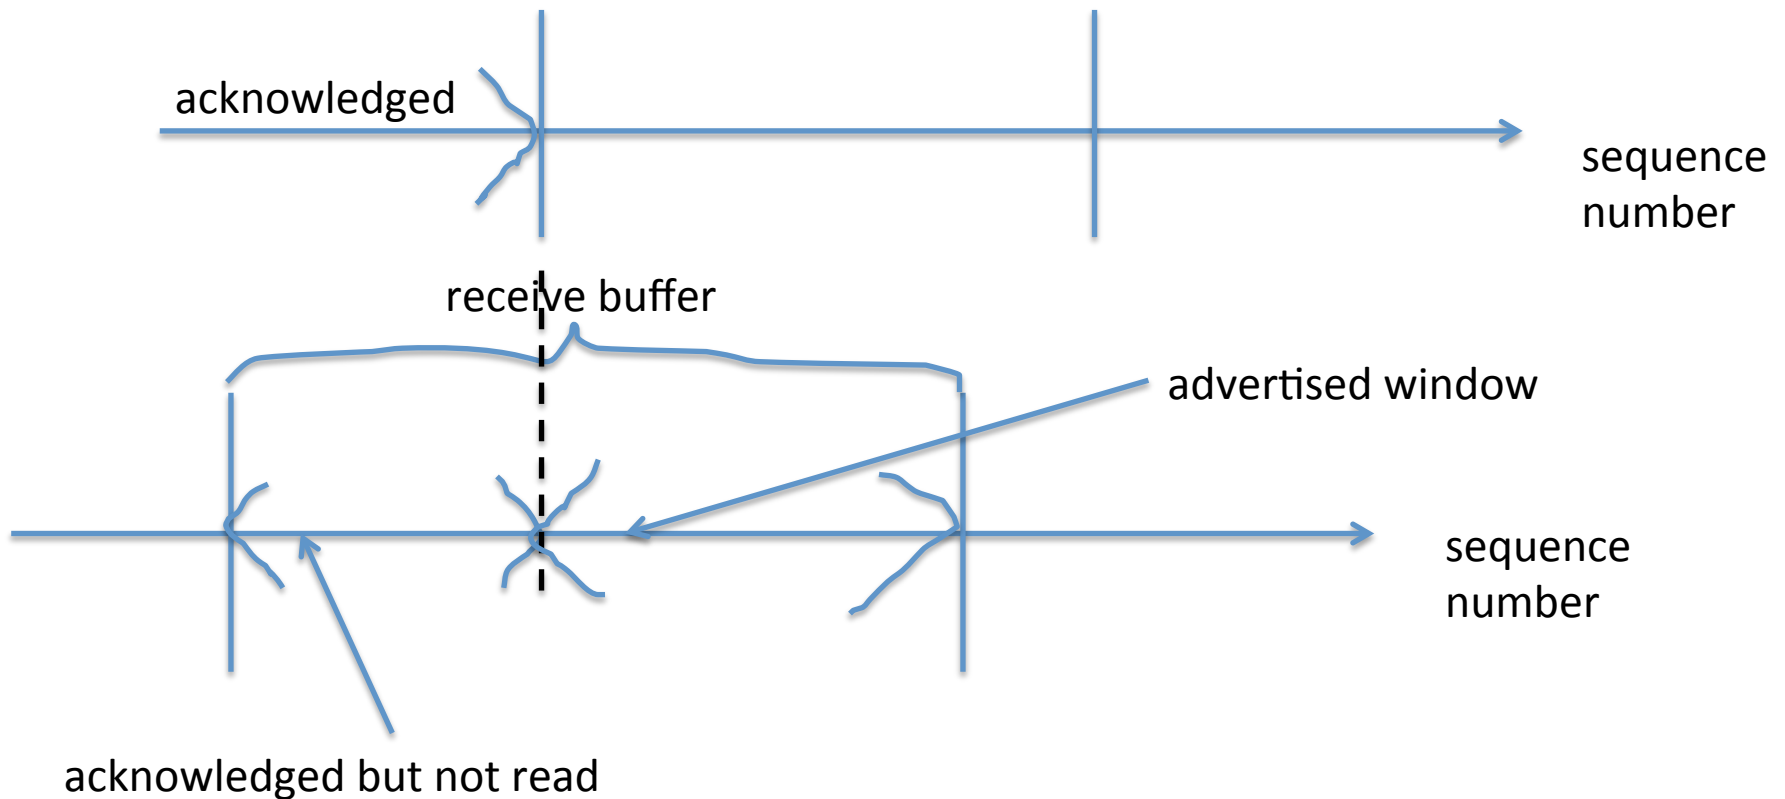 acknowledged
sequence
number
receive buffer
advertised window
sequence
number
acknowledged but not read